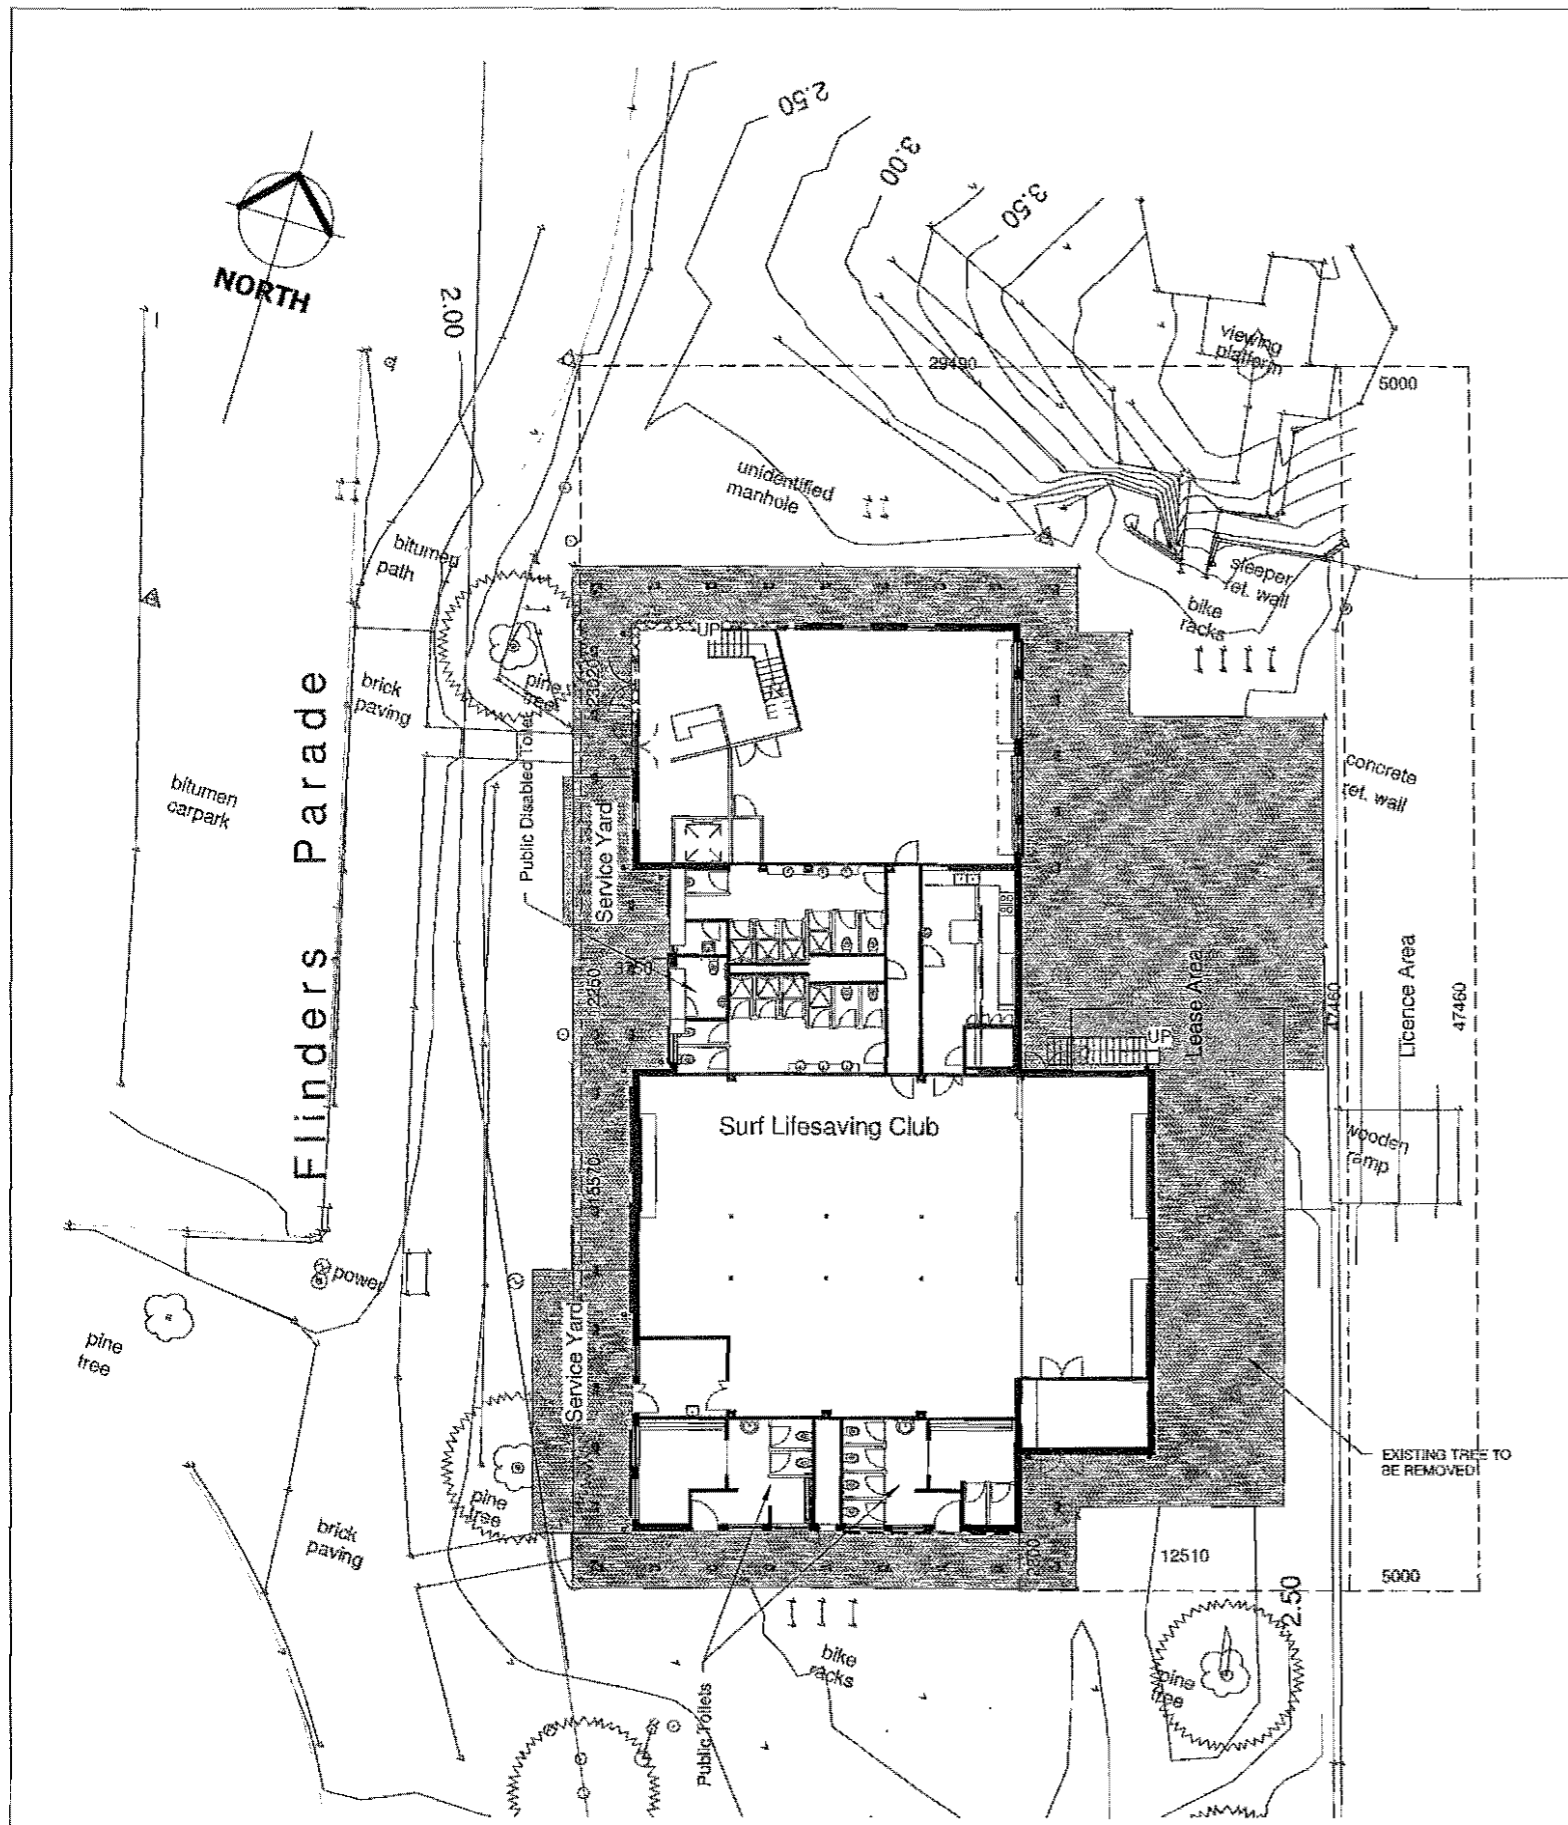 2.50
3.00
3.50
NORTH
2.00
viewing
platform
29490
5000
unidentified
manhole
bitumen
path
sleeper
ret. wall
bike
racks
UP
23020
pine
tree
brick
paving
Flinders Parade
bitumen
carpark
Public Disabled Toilet
Service Yard
concrete
ret. wall
3750
2250
Lease Area
47460
Licence Area
47460
UP
Surf Lifesaving Club
wooden
ramp
power
pine
tree
Service Yard
EXISTING TREE TO
BE REMOVED
pine
tree
brick
paving
12510
5000
2.50
bike
racks
pine
tree
Public Toilets